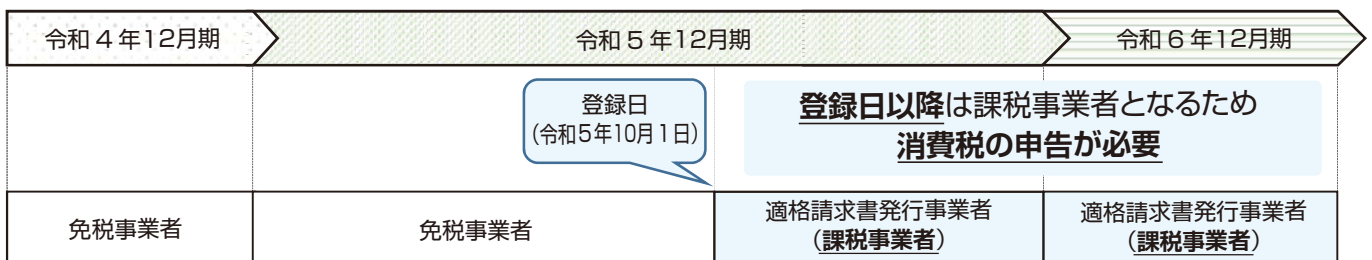 令和4年12月期
令和5年12月期
令和6年12月期
登録日
(令和5年10月1日)
登録日以降は課税事業者となるため
消費税の申告が必要
免税事業者
免税事業者
適格請求書発行事業者
（課税事業者）
適格請求書発行事業者
（課税事業者）